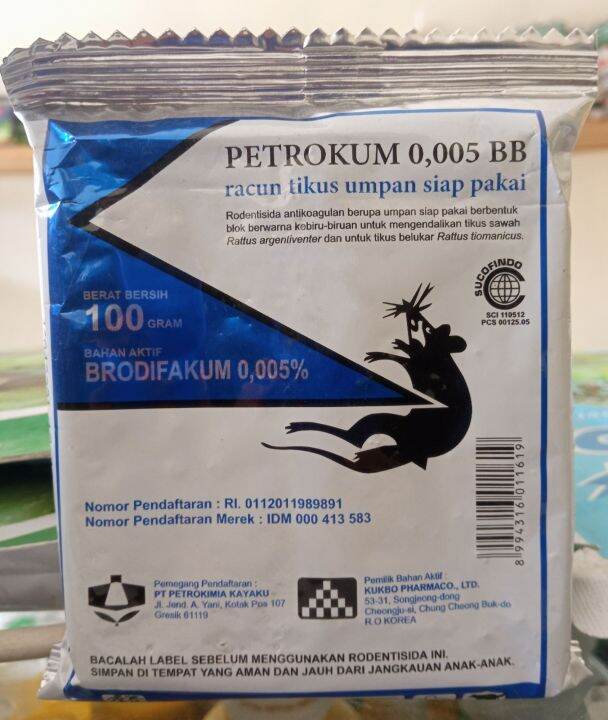 PETROKUM 0,005 BB
racun tikus umpan siap pakai
Rodentisida antikoagulan berupa umpan siap pakai berbentuk
blok berwarna kebiru-biruan untuk mengendalikan tikus sawah
Rattus argentiventer dan untuk tikus belukar Rattus tiomanicus.
SUCOFINDO
SCI 110512
PCS 00125.05
BERAT BERSIH
100 GRAM
BAHAN AKTIF
BRODIFAKUM 0,005%
Nomor Pendaftaran : RI. 0112011989891
Nomor Pendaftaran Merek : IDM 000 413 583
8 994316 011619
Pemegang Pendaftaran :
PT PETROKIMIA KAYAKU
Jl. Jend. A. Yani, Kotak Pos 107
Gresik 61119
Pemilik Bahan Aktif :
KUKBO PHARMACO., LTD.
53-31, Songjneong-dong
Cheongju-si, Chung Cheong Buk-do
R.O KOREA
BACALAH LABEL SEBELUM MENGGUNAKAN RODENTISIDA INI.
SIMPAN DI TEMPAT YANG AMAN DAN JAUH DARI JANGKAUAN ANAK-ANAK.